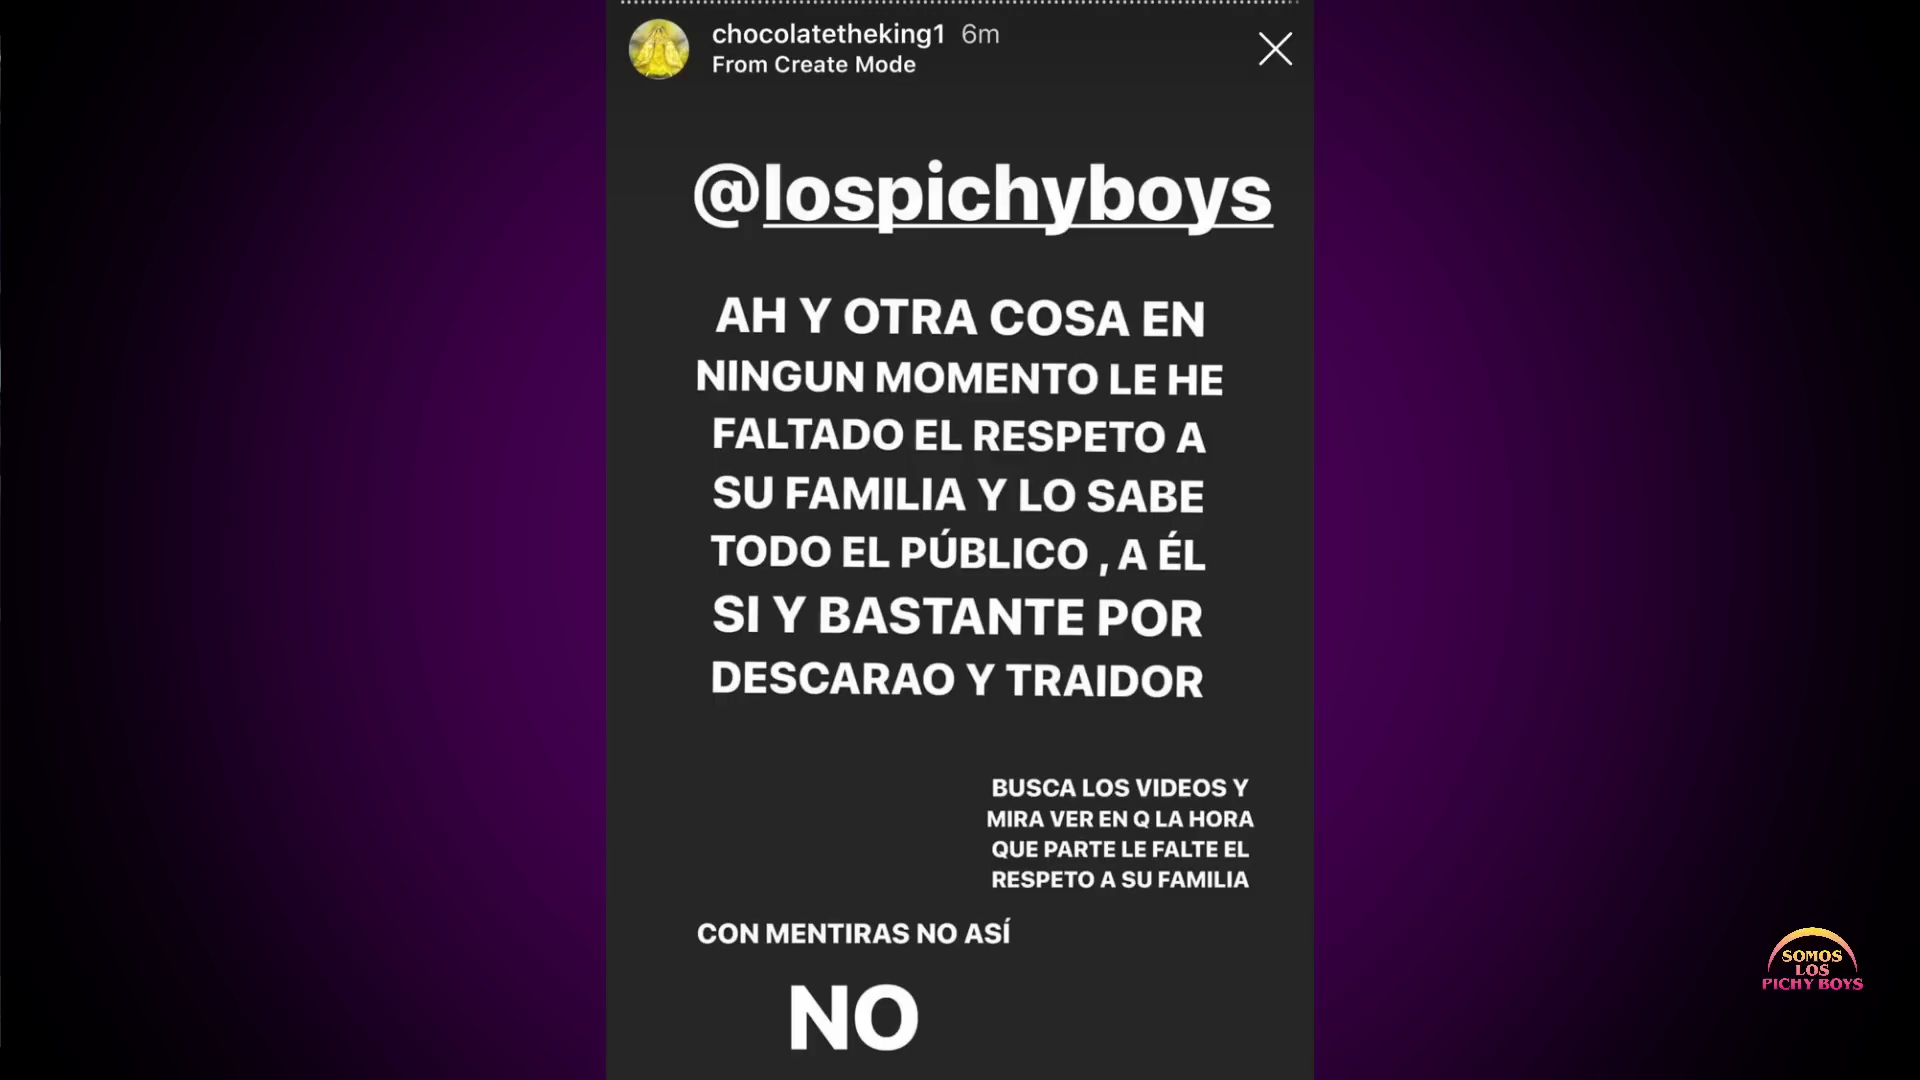 chocolatetheking1 6m
From Create Mode
@lospichyboys
AH Y OTRA COSA EN
NINGUN MOMENTO LE HE
FALTADO EL RESPETO A
SU FAMILIA Y LO SABE
TODO EL PÚBLICO , A ÉL
SI Y BASTANTE POR
DESCARAO Y TRAIDOR
BUSCA LOS VIDEOS Y
MIRA VER EN Q LA HORA
QUE PARTE LE FALTE EL
RESPETO A SU FAMILIA
CON MENTIRAS NO ASÍ
NO
SOMOS
LOS
PICHY BOYS